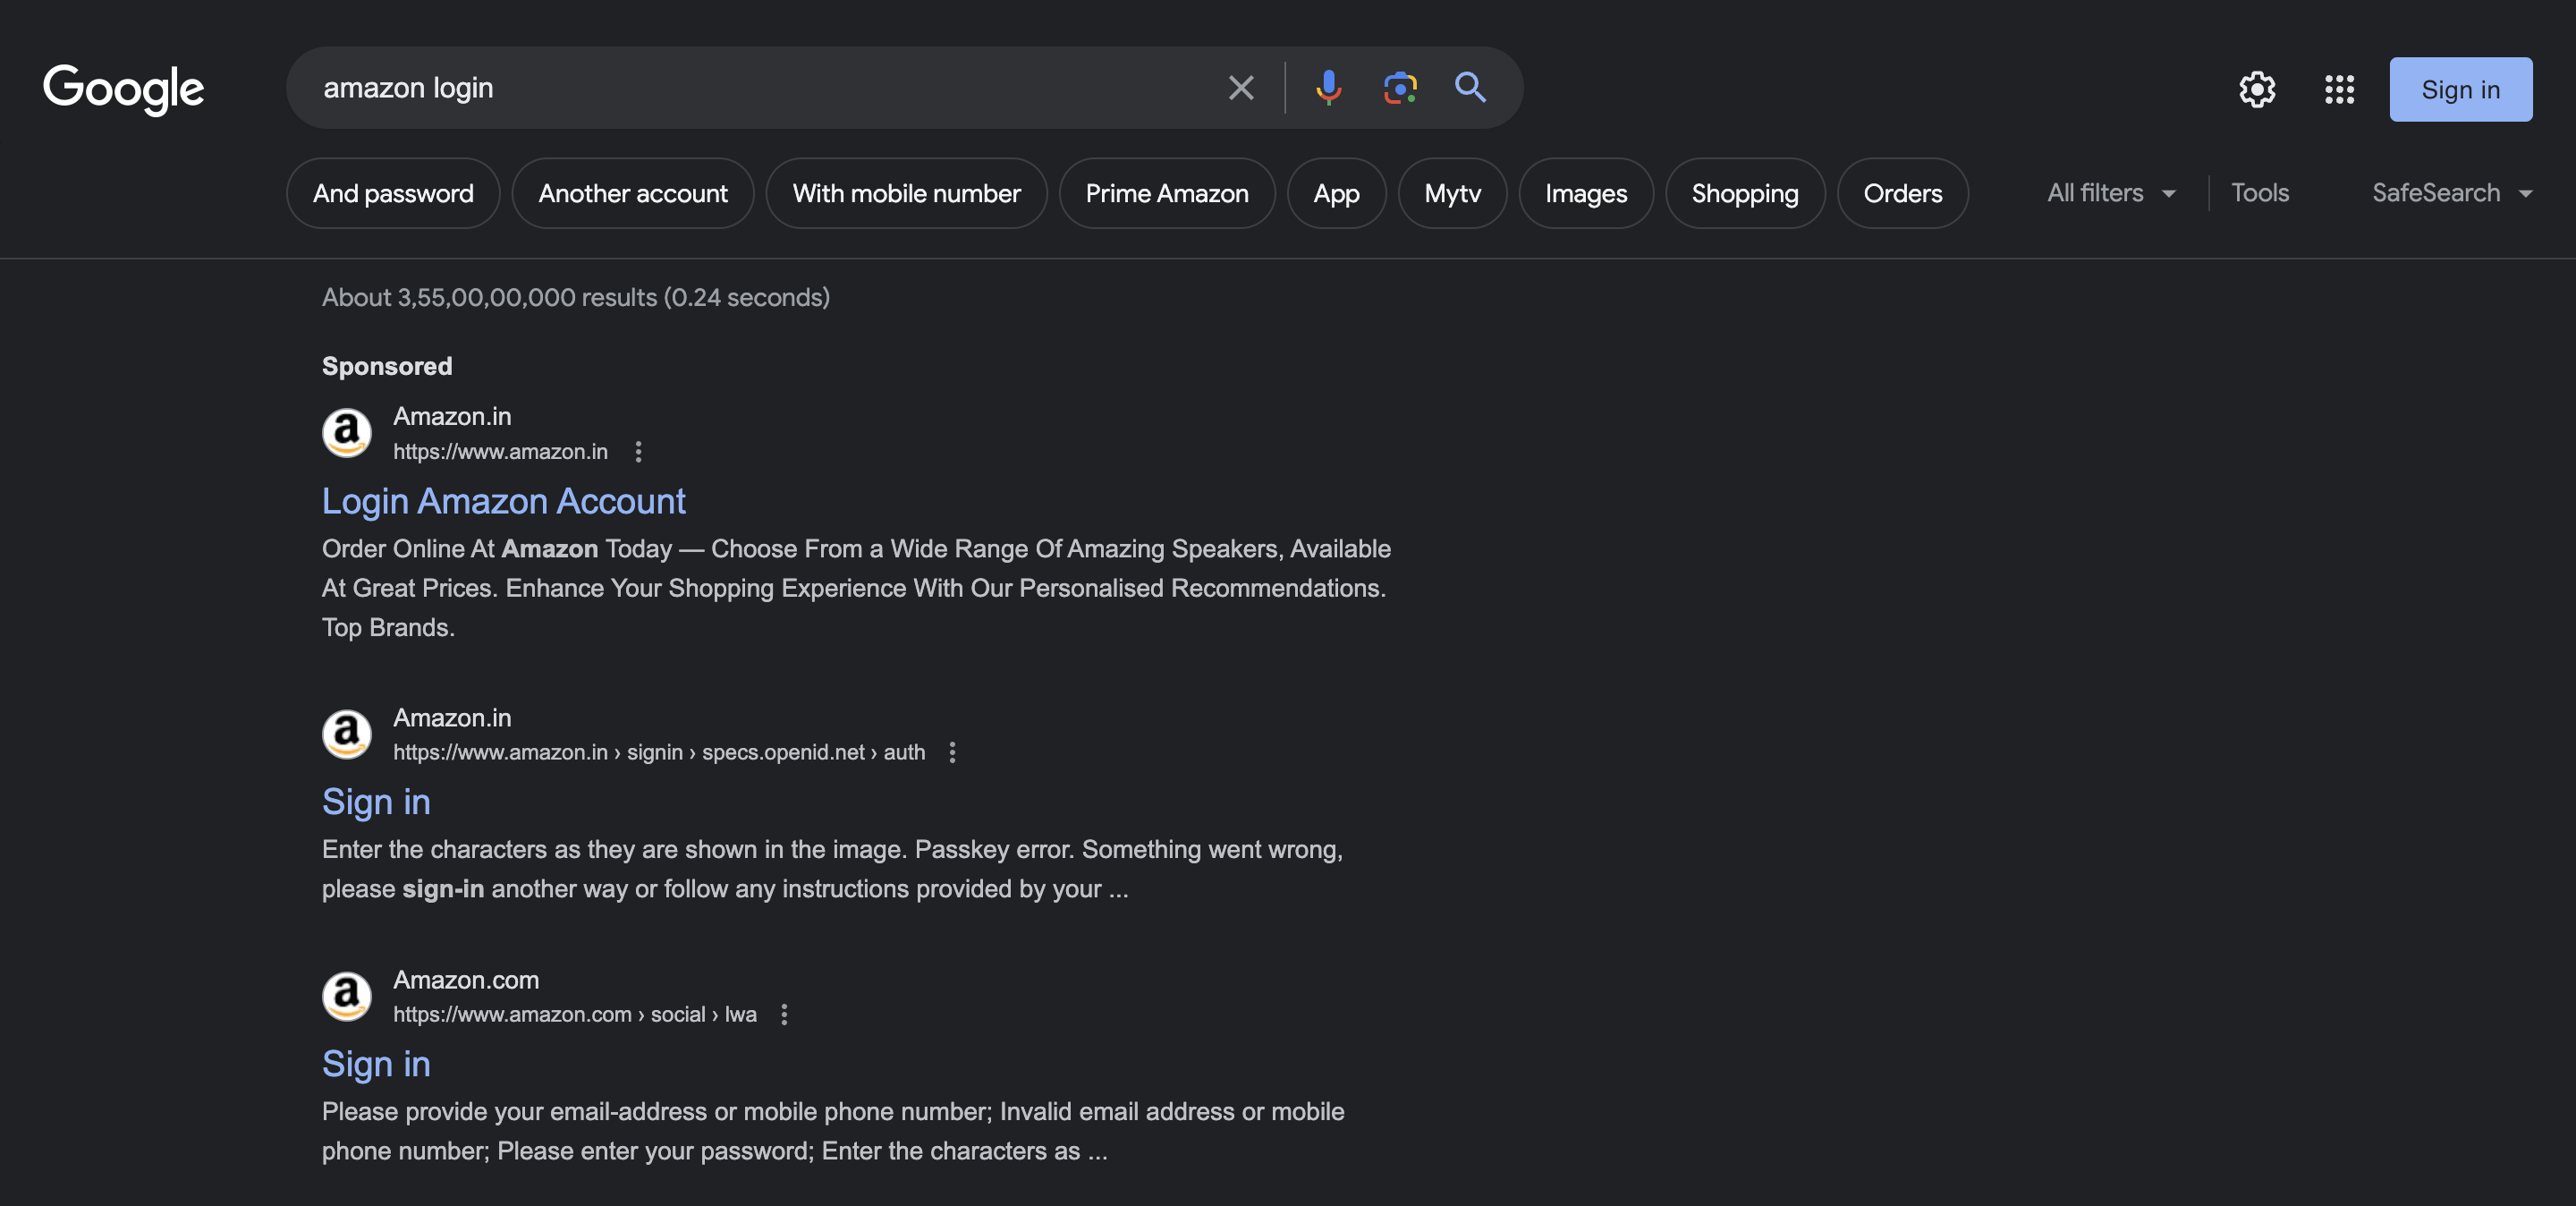 Google
amazon login
Sign in
And password
Another account
With mobile number
Prime Amazon
App
Mytv
Images
Shopping
Orders
All filters
Tools
SafeSearch
About 3,55,00,00,000 results (0.24 seconds)
Sponsored
a
Amazon.in
https://www.amazon.in
Login Amazon Account
Order Online At Amazon Today — Choose From a Wide Range Of Amazing Speakers, Available
At Great Prices. Enhance Your Shopping Experience With Our Personalised Recommendations.
Top Brands.
a
Amazon.in
https://www.amazon.in › signin › specs.openid.net › auth
Sign in
Enter the characters as they are shown in the image. Passkey error. Something went wrong,
please sign-in another way or follow any instructions provided by your ...
a
Amazon.com
https://www.amazon.com › social › lwa
Sign in
Please provide your email-address or mobile phone number; Invalid email address or mobile
phone number; Please enter your password; Enter the characters as ...